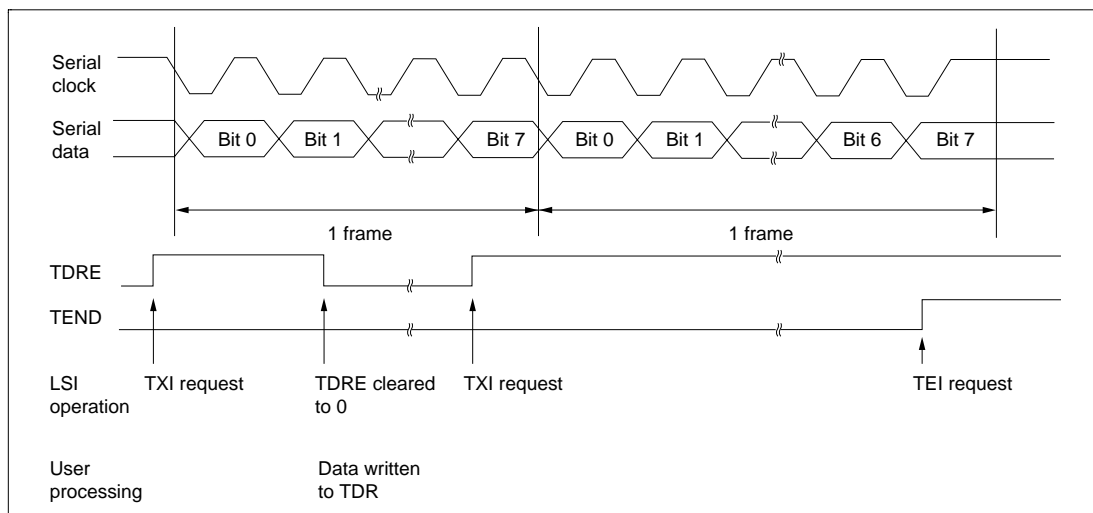 Serial
clock
Serial
data
Bit 0
Bit 1
Bit 7
Bit 0
Bit 1
Bit 6
Bit 7
1 frame
1 frame
TDRE
TEND
LSI
operation
TXI request
TDRE cleared
to 0
TXI request
TEI request
User
processing
Data written
to TDR